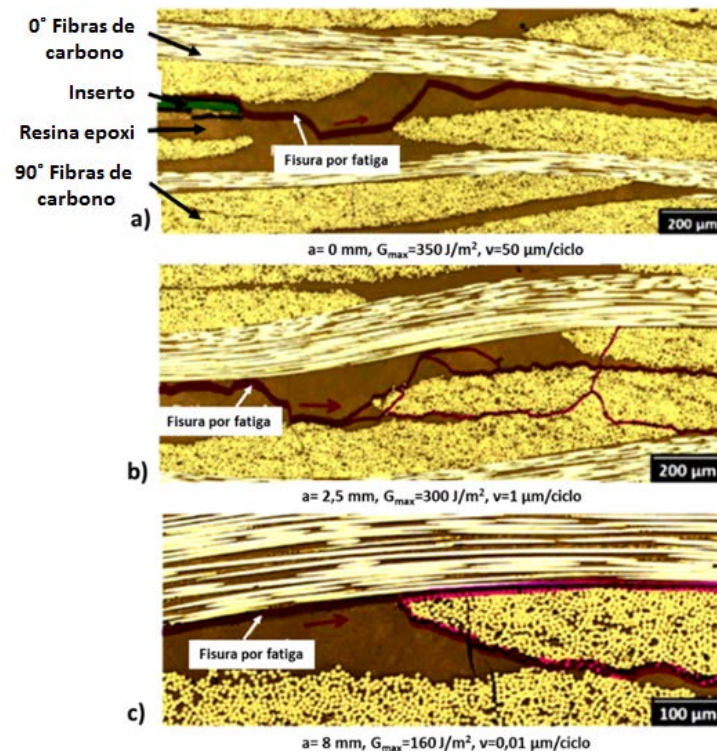 0° Fibras de
carbono
Inserto
Resina epoxi
90° Fibras de
carbono
Fisura por fatiga
a)
200 µm
a= 0 mm, Gmax=350 J/m², v=50 µm/ciclo
Fisura por fatiga
b)
200 µm
a= 2,5 mm, Gmax=300 J/m², v=1 µm/ciclo
Fisura por fatiga
c)
100 µm
a= 8 mm, Gmax=160 J/m², v=0,01 µm/ciclo